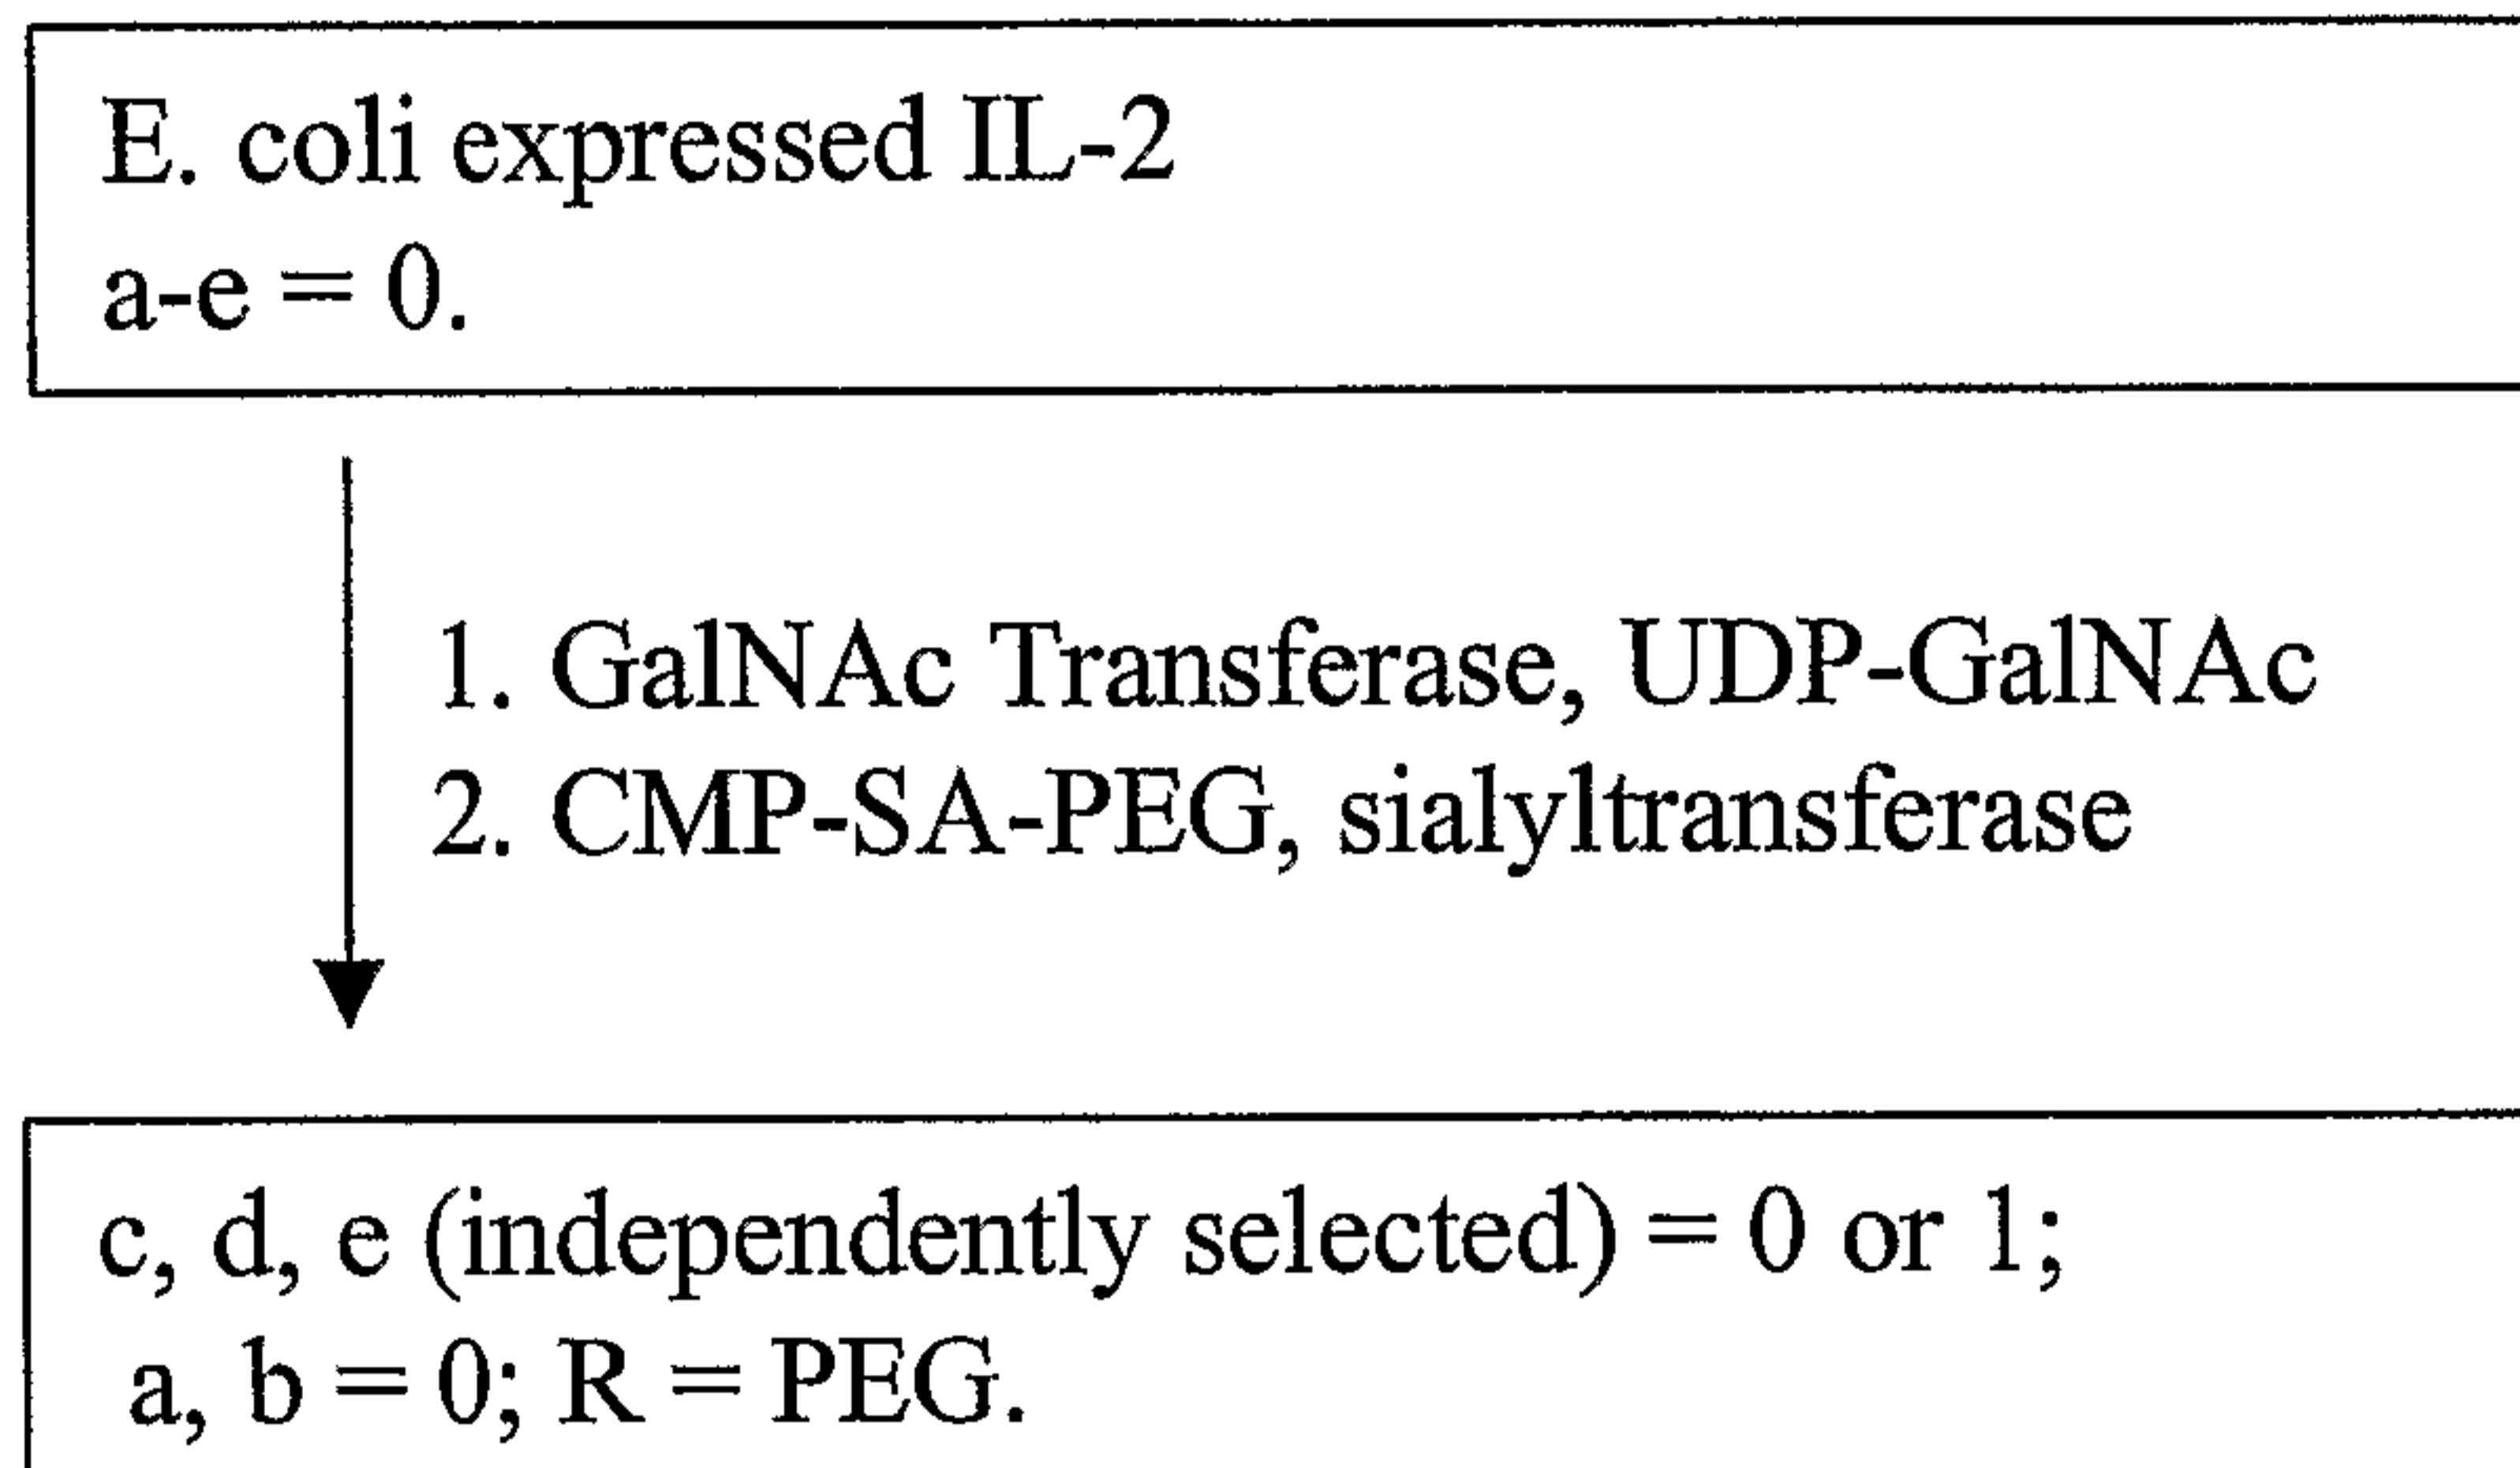 E. coli expressed IL-2
a-e = 0.
1. GalNAc Transferase, UDP-GalNAc
2. CMP-SA-PEG, sialyltransferase
c, d, e (independently selected) = 0 or 1;
a, b = 0; R = PEG.